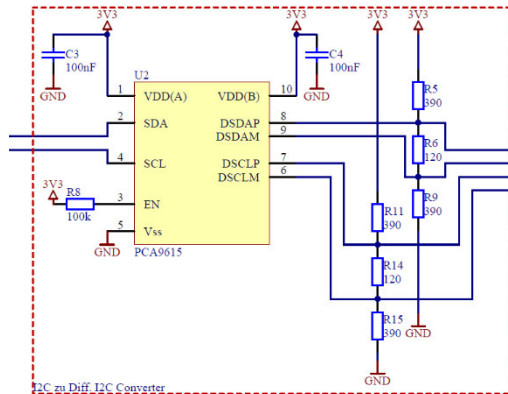 3V3
3V3
3V3
3V3
C3
100nF
GND
U2
C4
100nF
GND
1
VDD(A)
VDD(B)
10
2
SDA
DSDAP
8
DSDAM
9
4
SCL
DSCLP
7
DSCLM
6
3V3
R8
100k
3
EN
5
Vss
GND
PCA9615
R5
390
R6
120
R9
390
GND
R11
390
R14
120
R15
390
GND
I2C zu Diff. I2C Converter